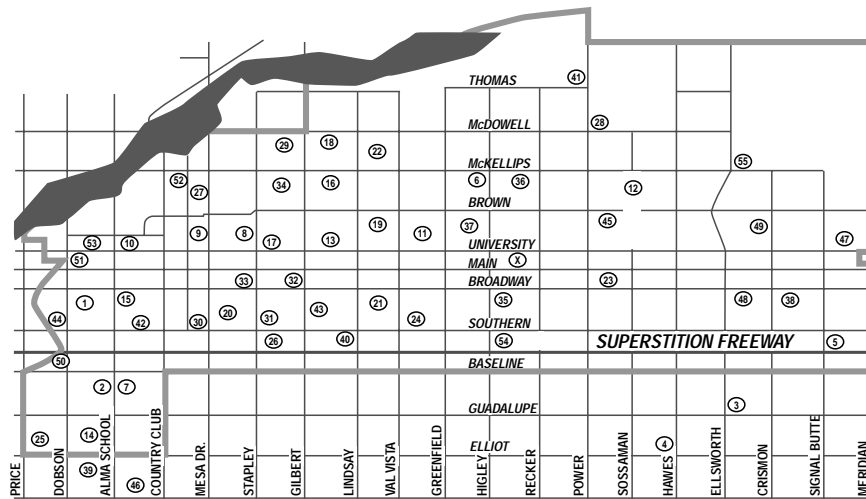 THOMAS
41
McDOWELL
28
29
18
22
McKELLIPS
55
52
27
34
16
6
36
12
BROWN
9
8
17
13
19
11
37
45
49
47
53
10
UNIVERSITY
51
MAIN
X
BROADWAY
33
32
23
1
15
44
42
30
20
31
43
21
24
35
48
38
SOUTHERN
26
40
54
SUPERSTITION FREEWAY
5
50
BASELINE
2
7
3
GUADALUPE
25
14
ELLIOT
4
39
46
PRICE
DOBSON
ALMA SCHOOL
COUNTRY CLUB
MESA DR.
STAPLEY
GILBERT
LINDSAY
VAL VISTA
GREENFIELD
HIGLEY
RECKER
POWER
SOSSAMAN
HAWES
ELLSWORTH
CRISMON
SIGNAL BUTTE
MERIDIAN